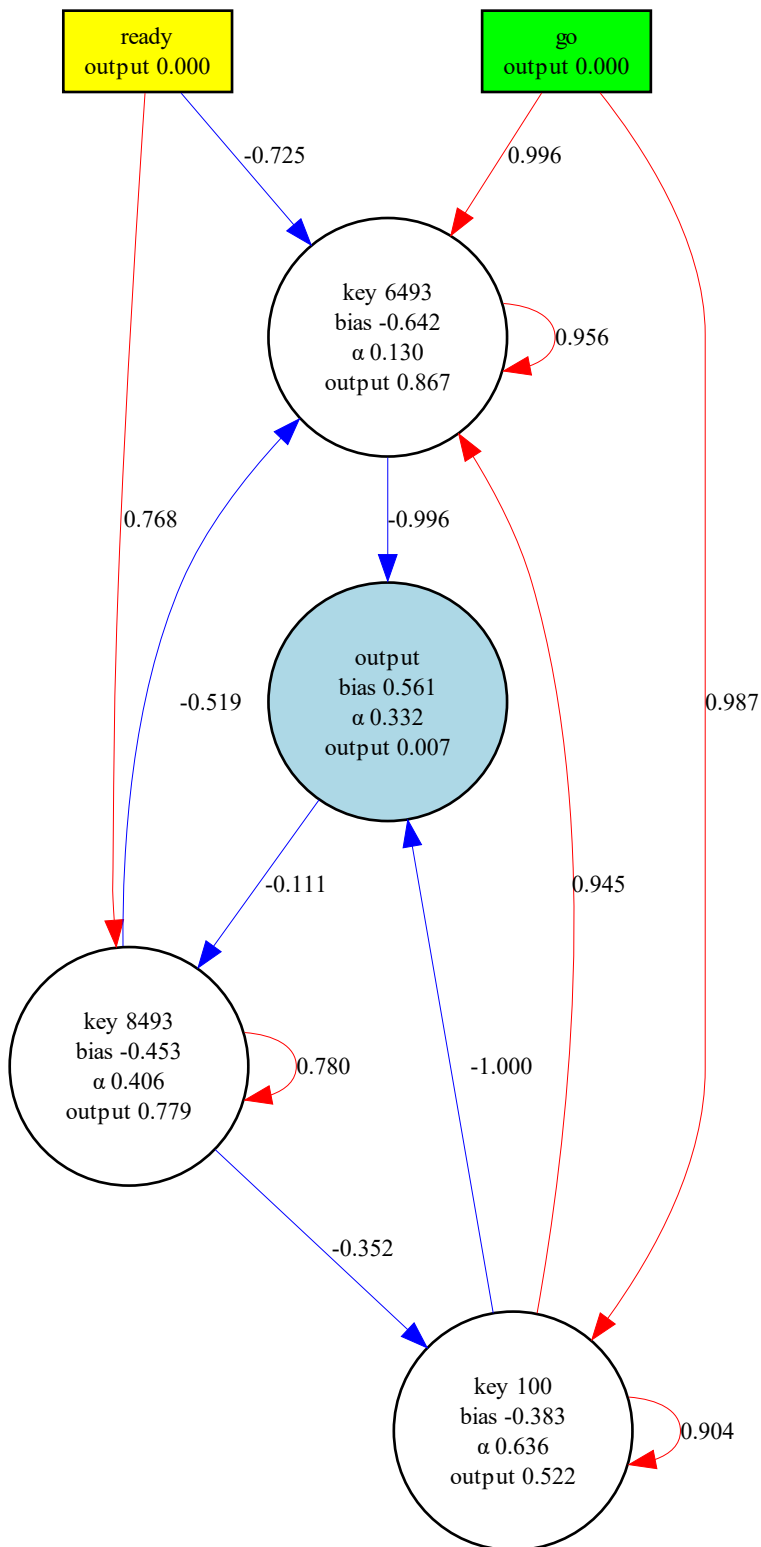 ready
output 0.000
go
output 0.000
-0.725
0.996
key 6493
bias -0.642
α 0.130
output 0.867
0.956
0.768
-0.996
-0.519
output
bias 0.561
α 0.332
output 0.007
0.987
-0.111
0.945
key 8493
bias -0.453
α 0.406
output 0.779
0.780
-1.000
-0.352
key 100
bias -0.383
α 0.636
output 0.522
0.904